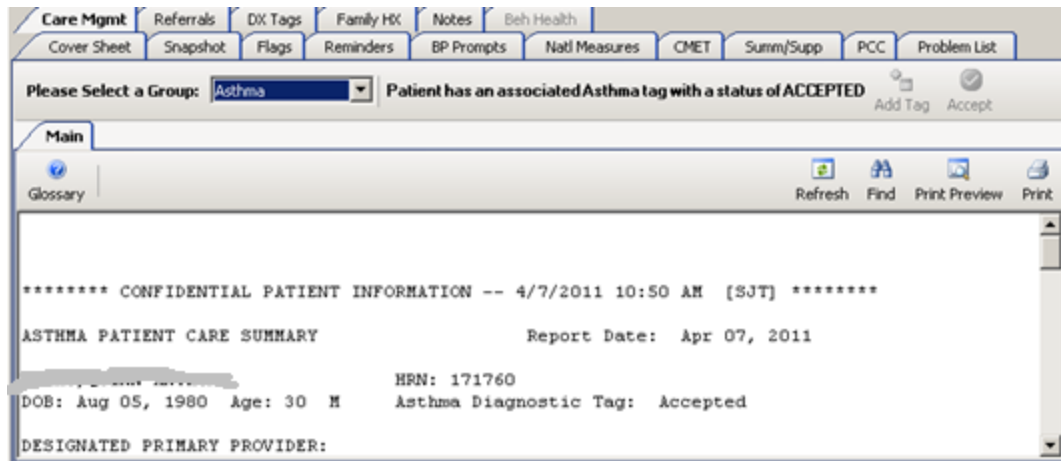 Care Mgmt Referrals DX Tags Family HX Notes Beh Health
Cover Sheet Snapshot Flags Reminders BP Prompts Natl Measures CMET Summ/Supp PCC Problem List
Please Select a Group: Asthma Patient has an associated Asthma tag with a status of ACCEPTED Add Tag Accept
Main
Glossary Refresh Find Print Preview Print
******** CONFIDENTIAL PATIENT INFORMATION -- 4/7/2011 10:50 AM [SJT] ********
ASTHMA PATIENT CARE SUMMARY Report Date: Apr 07, 2011
HRN: 171760
DOB: Aug 05, 1980 Age: 30 M Asthma Diagnostic Tag: Accepted
DESIGNATED PRIMARY PROVIDER: